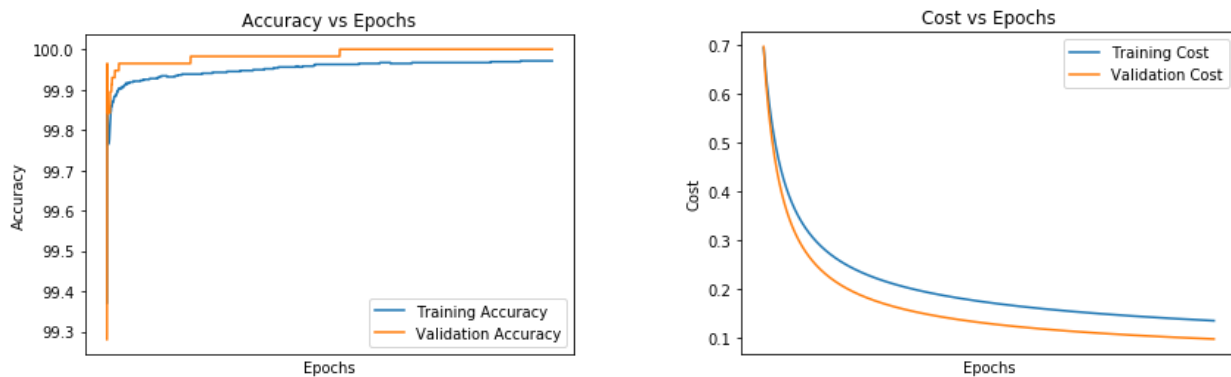 Accuracy vs Epochs
100.0
99.9
99.8
99.7
99.6
99.5
99.4
99.3
Accuracy
Training Accuracy
Validation Accuracy
Epochs
Cost vs Epochs
0.7
0.6
0.5
0.4
0.3
0.2
0.1
Cost
Training Cost
Validation Cost
Epochs